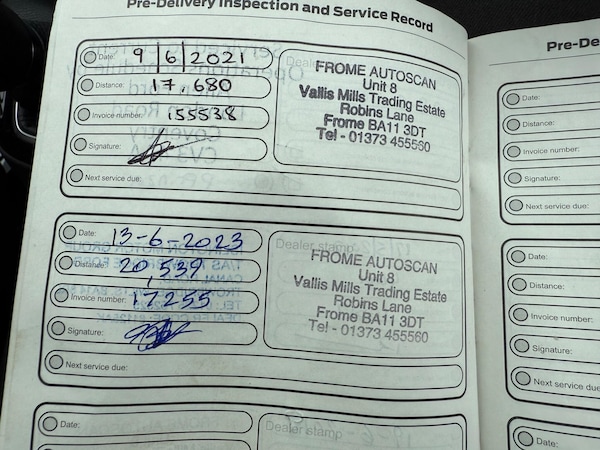 Pre-Delivery Inspection and Service Record
Date: 9 | 6 | 2021
Distance: 17,680
Invoice number: 155538
Signature:
Next service due:
Dealer
FROME AUTOSCAN
Unit 8
Vallis Mills Trading Estate
Robins Lane
Frome BA11 3DT
Tel - 01373 455560
Date: 13-6-2023
Distance: 20,539
Invoice number: 17255
Signature:
Next service due:
Dealer stamp
FROME AUTOSCAN
Unit 8
Vallis Mills Trading Estate
Robins Lane
Frome BA11 3DT
Tel - 01373 455560
Date:
Dealer stamp
Pre-De
Date:
Distance:
Invoice number:
Signature:
Next service due:
Date:
Distance:
Invoice number:
Signature:
Next service due:
Date: